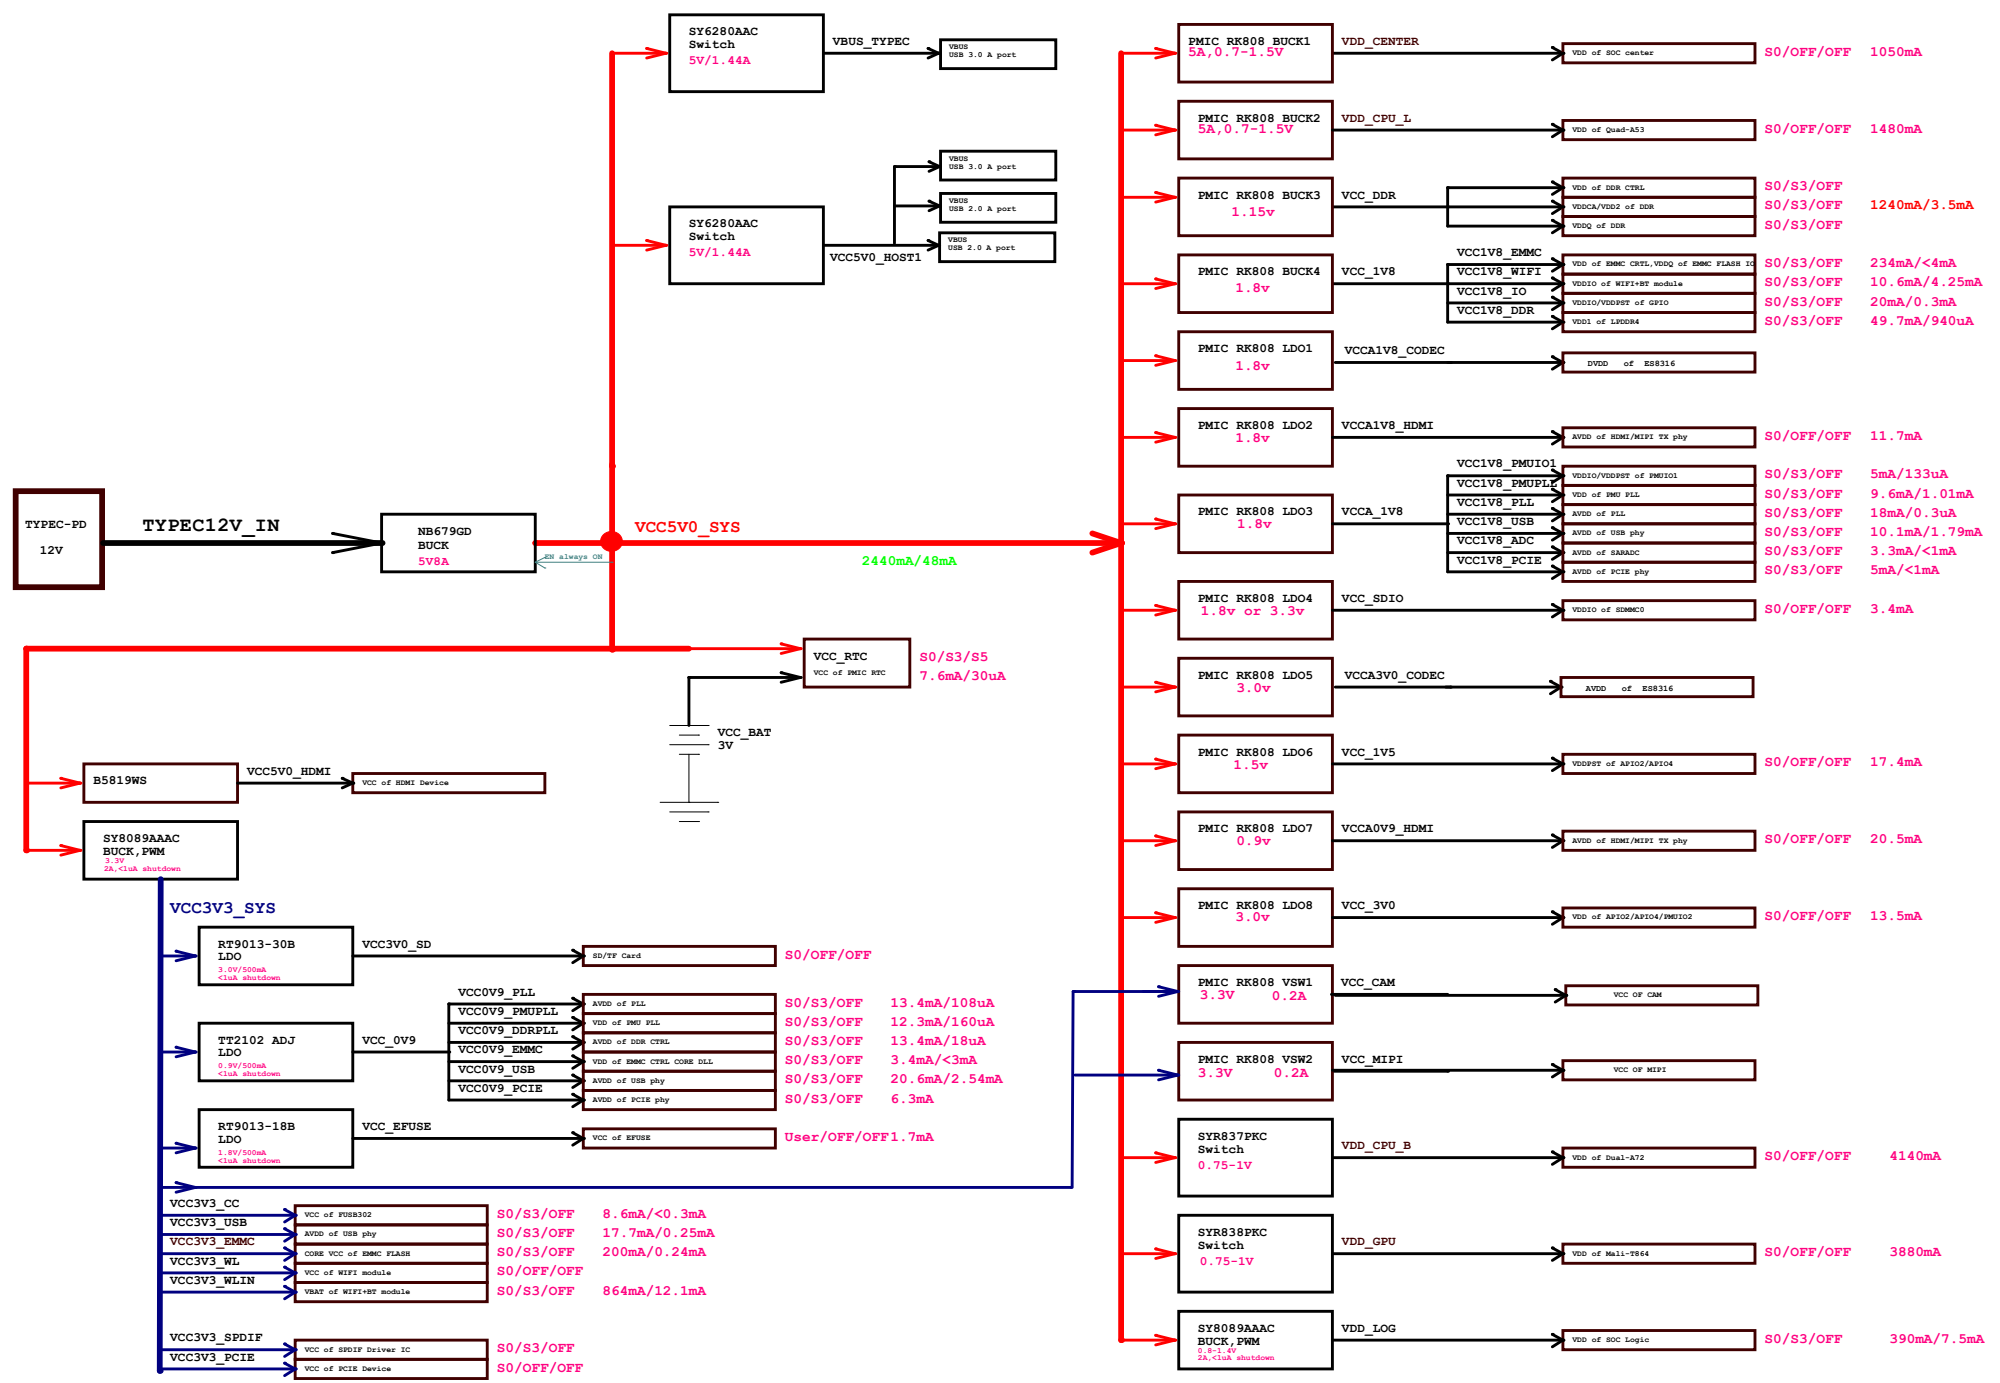 TYPEC-PD
12V
TYPEC12V_IN
NB679GD
BUCK
5V8A
EN always ON
VCC5V0_SYS
2440mA/48mA
SY6280AAC
Switch
5V/1.44A
VBUS_TYPEC
VBUS
USB 3.0 A port
SY6280AAC
Switch
5V/1.44A
VCC5V0_HOST1
VBUS
USB 3.0 A port
VBUS
USB 2.0 A port
VBUS
USB 2.0 A port
VCC_RTC
VCC of PMIC RTC
S0/S3/S5
7.6mA/30uA
VCC_BAT
3V
B5819WS
VCC5V0_HDMI
VCC of HDMI Device
SY8089AAAC
BUCK,PWM
3.3V
2A,<1uA shutdown
VCC3V3_SYS
RT9013-30B
LDO
3.0V/500mA
<1uA shutdown
VCC3V0_SD
SD/TF Card
S0/OFF/OFF
TT2102 ADJ
LDO
0.9V/500mA
<1uA shutdown
VCC_0V9
VCC0V9_PLL
AVDD of PLL
S0/S3/OFF 13.4mA/108uA
VCC0V9_PMUPLL
VDD of PMU PLL
S0/S3/OFF 12.3mA/160uA
VCC0V9_DDRPLL
AVDD of DDR CTRL
S0/S3/OFF 13.4mA/18uA
VCC0V9_EMMC
VDD of EMMC CTRL CORE DLL
S0/S3/OFF 3.4mA/<3mA
VCC0V9_USB
AVDD of USB phy
S0/S3/OFF 20.6mA/2.54mA
VCC0V9_PCIE
AVDD of PCIE phy
S0/S3/OFF 6.3mA
RT9013-18B
LDO
1.8V/500mA
<1uA shutdown
VCC_EFUSE
VCC of EFUSE
User/OFF/OFF1.7mA
VCC3V3_CC
VCC of FUSB302
S0/S3/OFF 8.6mA/<0.3mA
VCC3V3_USB
AVDD of USB phy
S0/S3/OFF 17.7mA/0.25mA
VCC3V3_EMMC
CORE VCC of EMMC FLASH
S0/S3/OFF 200mA/0.24mA
VCC3V3_WL
VCC of WIFI module
S0/OFF/OFF
VCC3V3_WLIN
VBAT of WIFI+BT module
S0/S3/OFF 864mA/12.1mA
VCC3V3_SPDIF
VCC of SPDIF Driver IC
S0/S3/OFF
VCC3V3_PCIE
VCC of PCIE Device
S0/OFF/OFF
PMIC RK808 BUCK1
5A,0.7-1.5V
VDD_CENTER
VDD of SOC center
S0/OFF/OFF 1050mA
PMIC RK808 BUCK2
5A,0.7-1.5V
VDD_CPU_L
VDD of Quad-A53
S0/OFF/OFF 1480mA
PMIC RK808 BUCK3
1.15v
VCC_DDR
VDD of DDR CTRL
S0/S3/OFF
VDDCA/VDD2 of DDR
S0/S3/OFF 1240mA/3.5mA
VDDQ of DDR
S0/S3/OFF
PMIC RK808 BUCK4
1.8v
VCC_1V8
VCC1V8_EMMC
VDD of EMMC CRTL,VDDQ of EMMC FLASH IO
S0/S3/OFF 234mA/<4mA
VCC1V8_WIFI
VDDIO of WIFI+BT module
S0/S3/OFF 10.6mA/4.25mA
VCC1V8_IO
VDDIO/VDDPST of GPIO
S0/S3/OFF 20mA/0.3mA
VCC1V8_DDR
VDD1 of LPDDR4
S0/S3/OFF 49.7mA/940uA
PMIC RK808 LDO1
1.8v
VCCA1V8_CODEC
DVDD of ES8316
PMIC RK808 LDO2
1.8v
VCCA1V8_HDMI
AVDD of HDMI/MIPI TX phy
S0/OFF/OFF 11.7mA
PMIC RK808 LDO3
1.8v
VCCA_1V8
VCC1V8_PMUIO1
VDDIO/VDDPST of PMUIO1
S0/S3/OFF 5mA/133uA
VCC1V8_PMUPLL
VDD of PMU PLL
S0/S3/OFF 9.6mA/1.01mA
VCC1V8_PLL
AVDD of PLL
S0/S3/OFF 18mA/0.3uA
VCC1V8_USB
AVDD of USB phy
S0/S3/OFF 10.1mA/1.79mA
VCC1V8_ADC
AVDD of SARADC
S0/S3/OFF 3.3mA/<1mA
VCC1V8_PCIE
AVDD of PCIE phy
S0/S3/OFF 5mA/<1mA
PMIC RK808 LDO4
1.8v or 3.3v
VCC_SDIO
VDDIO of SDMMC0
S0/OFF/OFF 3.4mA
PMIC RK808 LDO5
3.0v
VCCA3V0_CODEC
AVDD of ES8316
PMIC RK808 LDO6
1.5v
VCC_1V5
VDDPST of APIO2/APIO4
S0/OFF/OFF 17.4mA
PMIC RK808 LDO7
0.9v
VCCA0V9_HDMI
AVDD of HDMI/MIPI TX phy
S0/OFF/OFF 20.5mA
PMIC RK808 LDO8
3.0v
VCC_3V0
VDD of APIO2/APIO4/PMUIO2
S0/OFF/OFF 13.5mA
PMIC RK808 VSW1
3.3V 0.2A
VCC_CAM
VCC OF CAM
PMIC RK808 VSW2
3.3V 0.2A
VCC_MIPI
VCC OF MIPI
SYR837PKC
Switch
0.75-1V
VDD_CPU_B
VDD of Dual-A72
S0/OFF/OFF 4140mA
SYR838PKC
Switch
0.75-1V
VDD_GPU
VDD of Mali-T864
S0/OFF/OFF 3880mA
SY8089AAAC
BUCK,PWM
0.8-1.4V
2A,<1uA shutdown
VDD_LOG
VDD of SOC Logic
S0/S3/OFF 390mA/7.5mA